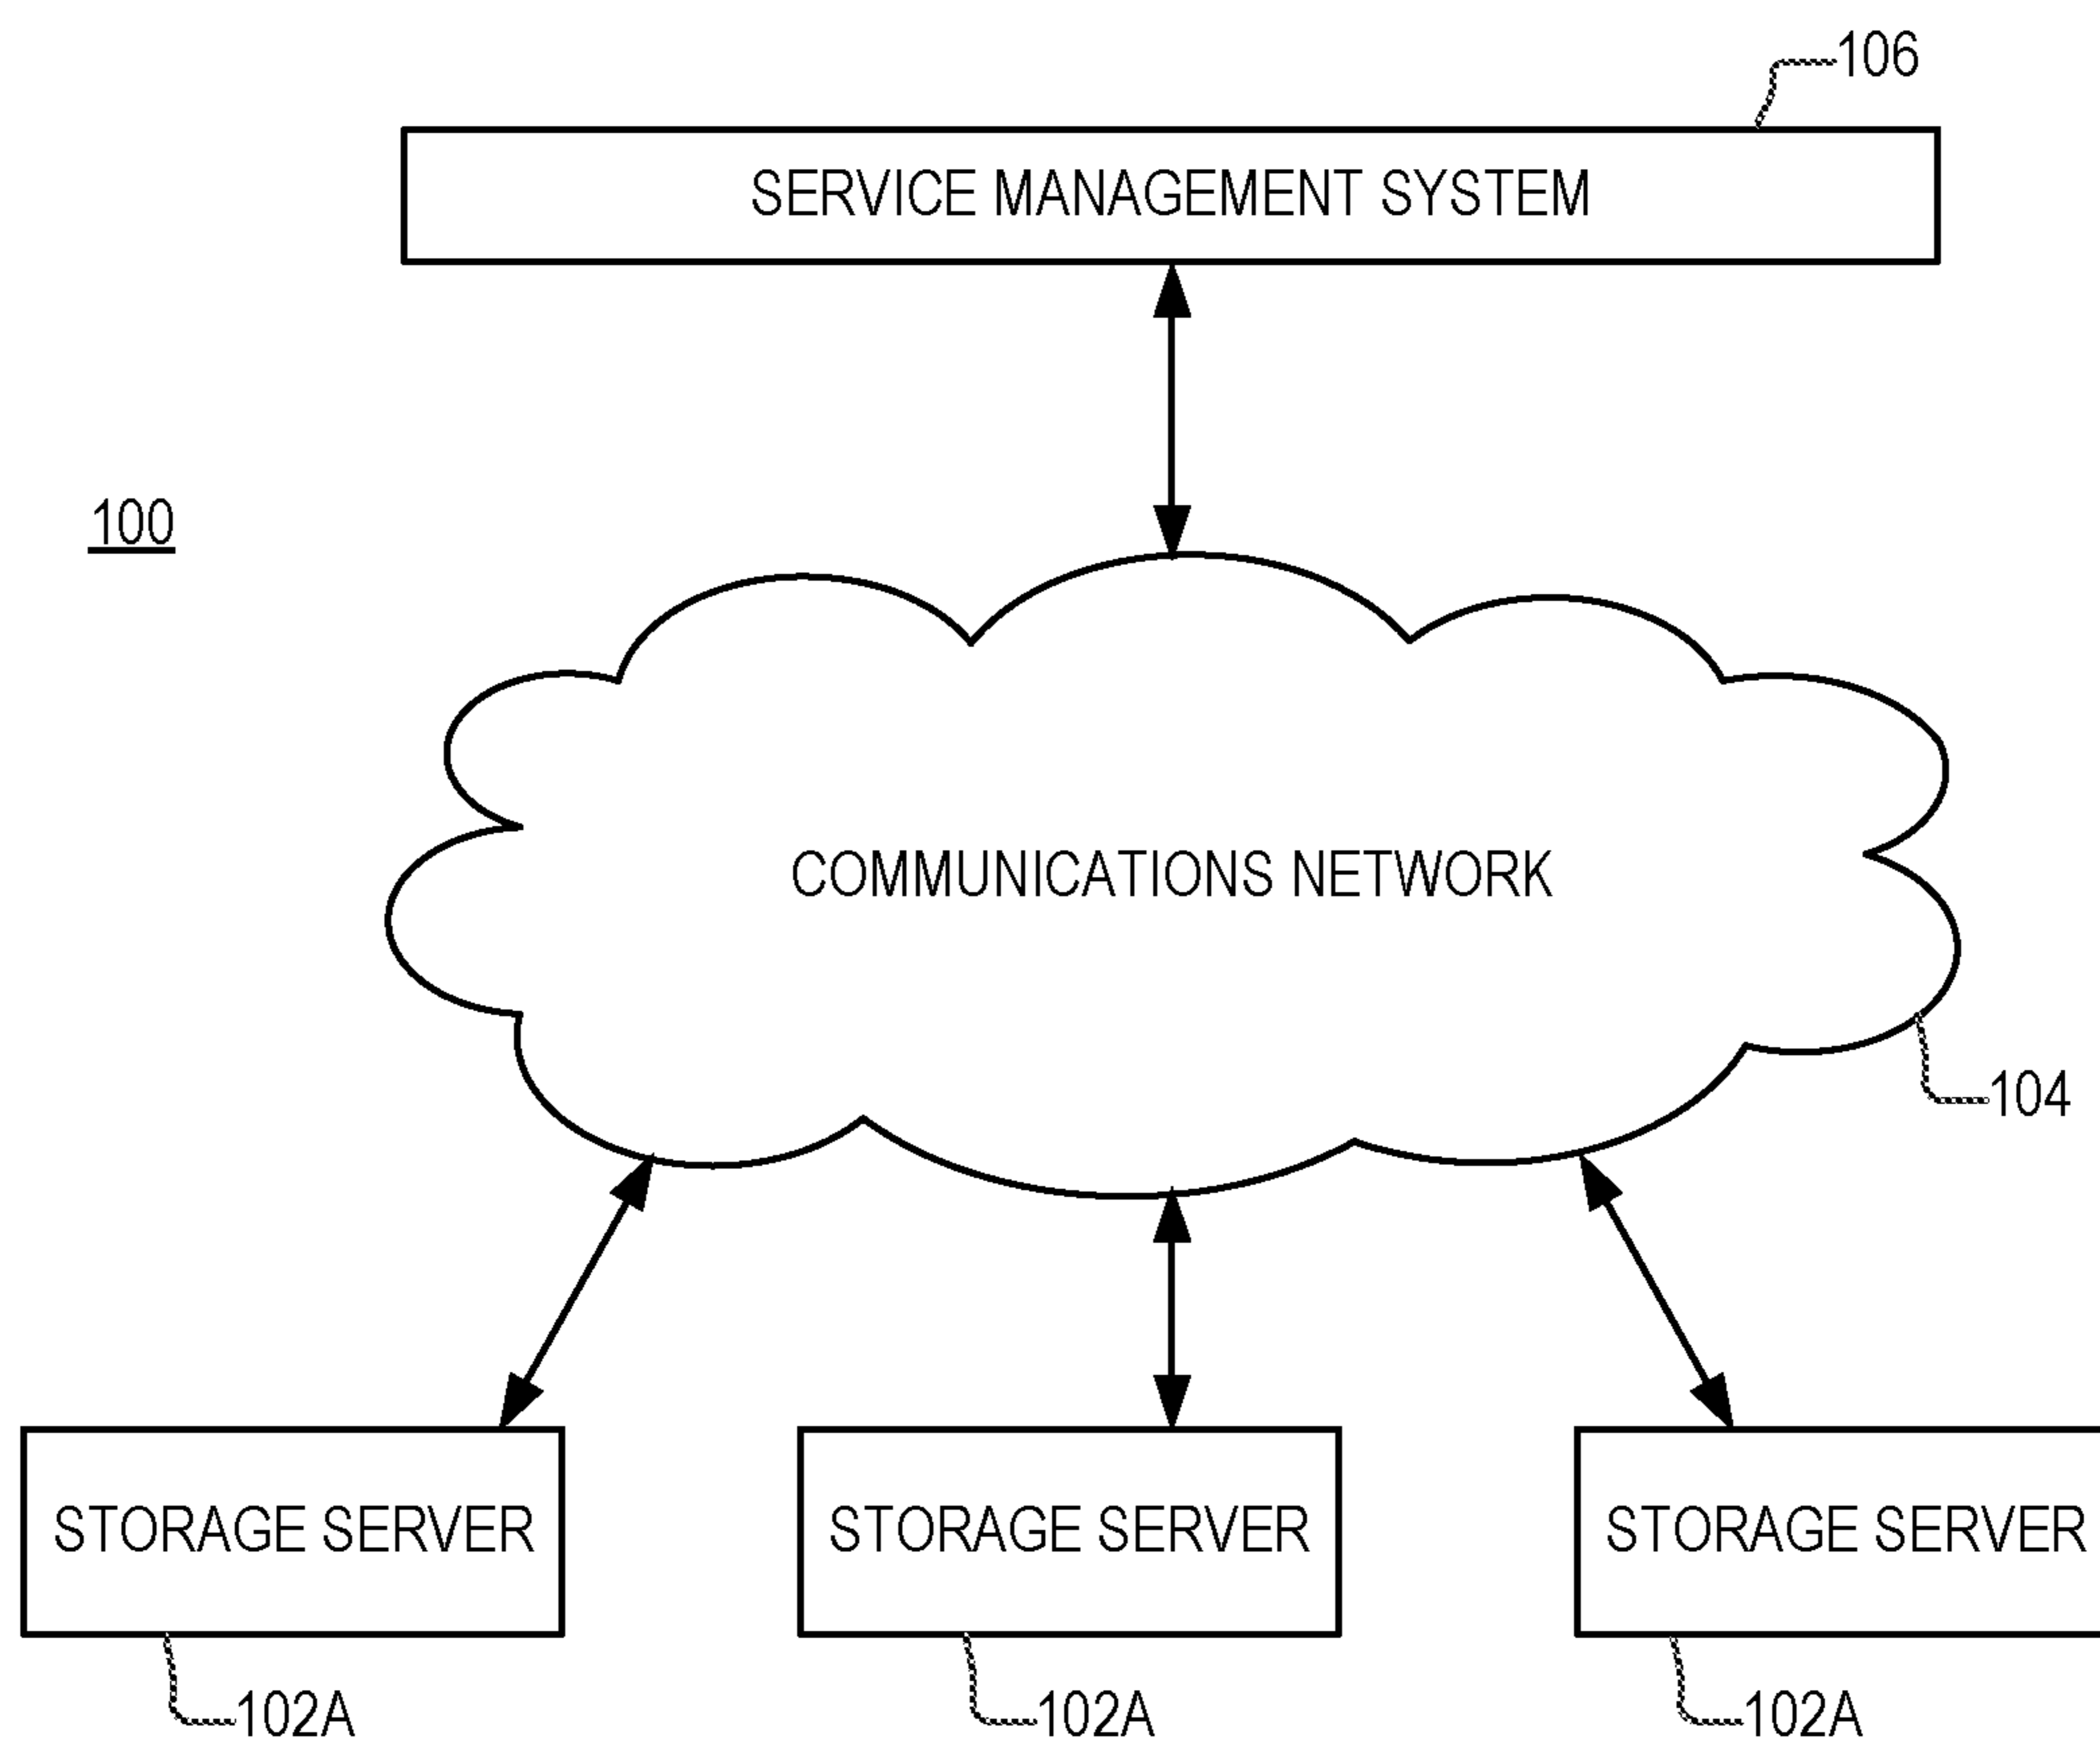 106
SERVICE MANAGEMENT SYSTEM
100
COMMUNICATIONS NETWORK
104
STORAGE SERVER
STORAGE SERVER
STORAGE SERVER
102A
102A
102A